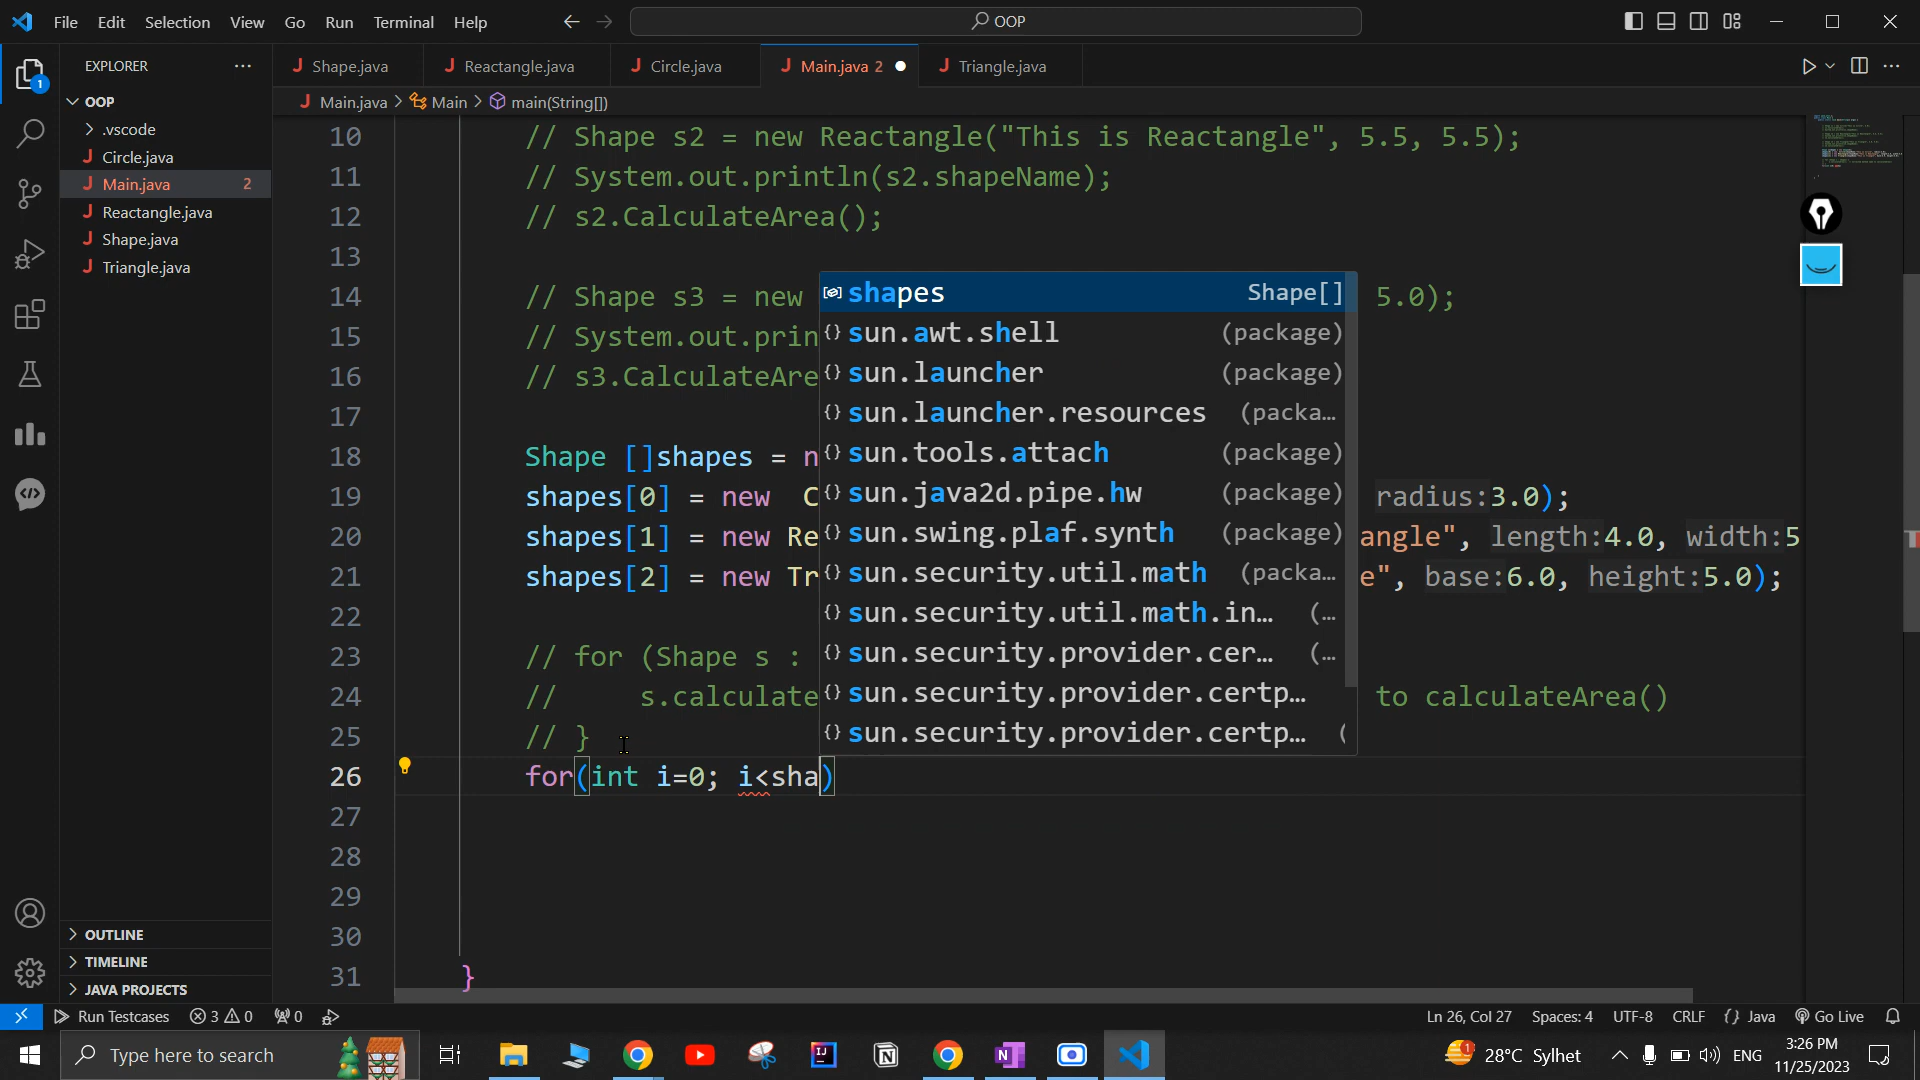 File Edit Selection View Go Run Terminal Help
OOP
EXPLORER
Shape.java
Reactangle.java
Circle.java
Main.java 2
Triangle.java
OOP
Main.java > Main > main(String[])
.vscode
Circle.java
Main.java 2
Reactangle.java
Shape.java
Triangle.java
1
10 // Shape s2 = new Reactangle("This is Reactangle", 5.5, 5.5);
11 // System.out.println(s2.shapeName);
12 // s2.CalculateArea();
13
14 // Shape s3 = new 5.0);
15 // System.out.prin
16 // s3.CalculateAre
17
18 Shape []shapes = n
19 shapes[0] = new C radius:3.0);
20 shapes[1] = new Re angle", length:4.0, width:5
21 shapes[2] = new Tr e", base:6.0, height:5.0);
22
23 // for (Shape s :
24 // s.calculate to calculateArea()
25 // }
26 for(int i=0; i<sha)
27
28
29
30
31 }
shapes Shape[]
sun.awt.shell (package)
sun.launcher (package)
sun.launcher.resources (packa…
sun.tools.attach (package)
sun.java2d.pipe.hw (package)
sun.swing.plaf.synth (package)
sun.security.util.math (packa…
sun.security.util.math.in… (…
sun.security.provider.cer… (…
sun.security.provider.certp…
sun.security.provider.certp… (
OUTLINE
TIMELINE
JAVA PROJECTS
Run Testcases 3 0 0
Ln 26, Col 27 Spaces: 4 UTF-8 CRLF {} Java Go Live
Type here to search
1
28°C Sylhet
ENG
3:26 PM
11/25/2023